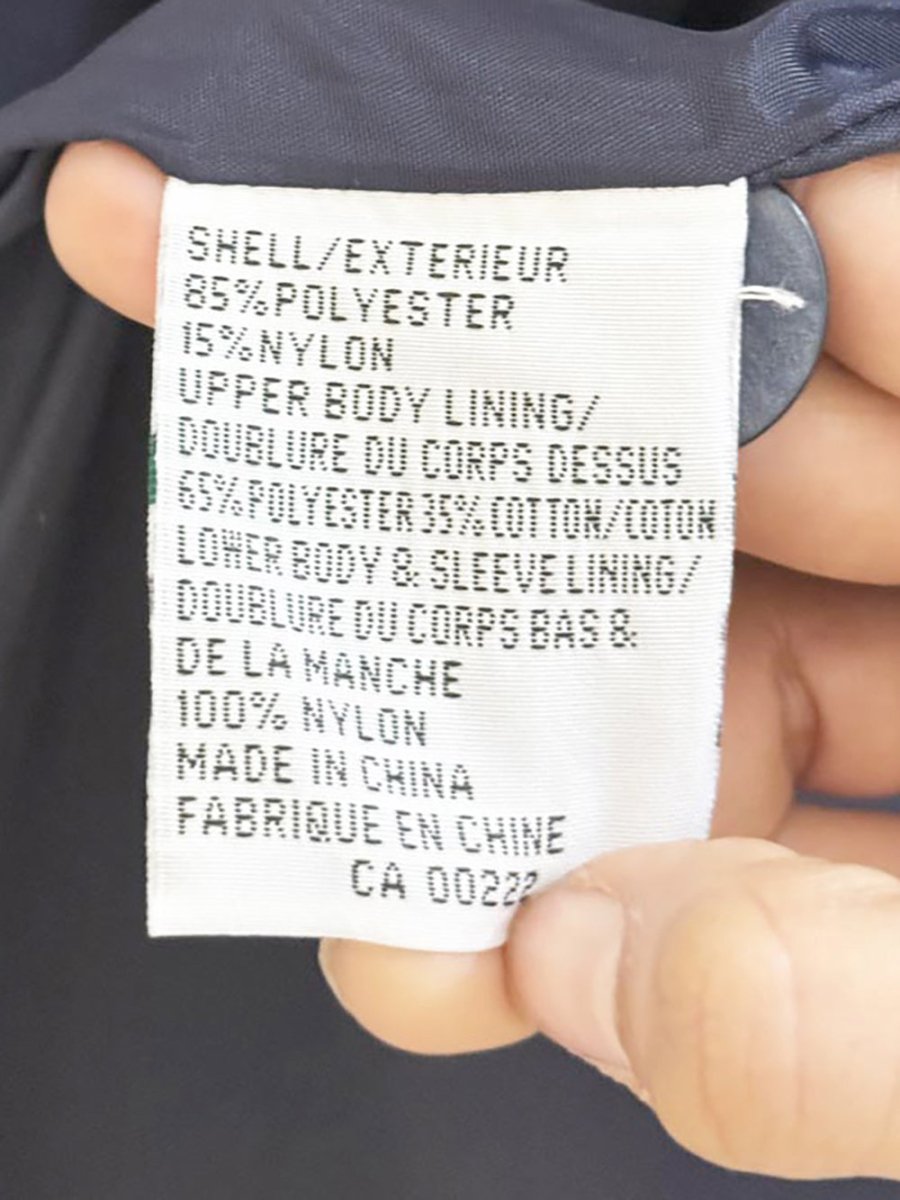 SHELL/EXTERIEUR
85%POLYESTER
15%NYLON
UPPER BODY LINING/
DOUBLURE DU CORPS DESSUS
65%POLYESTER 35%COTTON/COTON
LOWER BODY & SLEEVE LINING/
DOUBLURE DU CORPS BAS &
DE LA MANCHE
100% NYLON
MADE IN CHINA
FABRIQUE EN CHINE
CA 00222